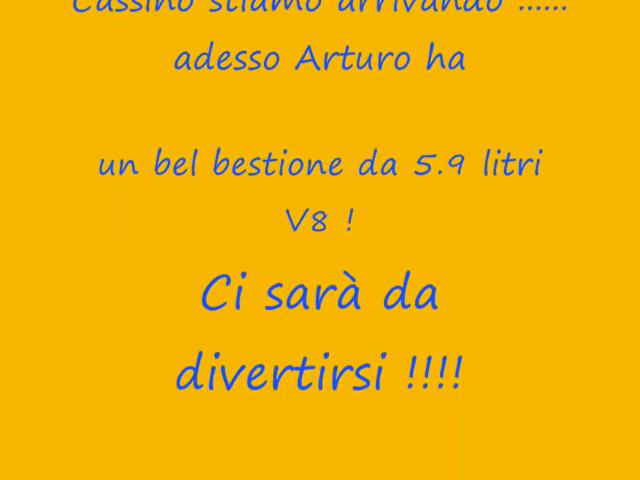 Cassino stiamo arrivando ......
adesso Arturo ha
un bel bestione da 5.9 litri
V8 !
Ci sarà da
divertirsi !!!!